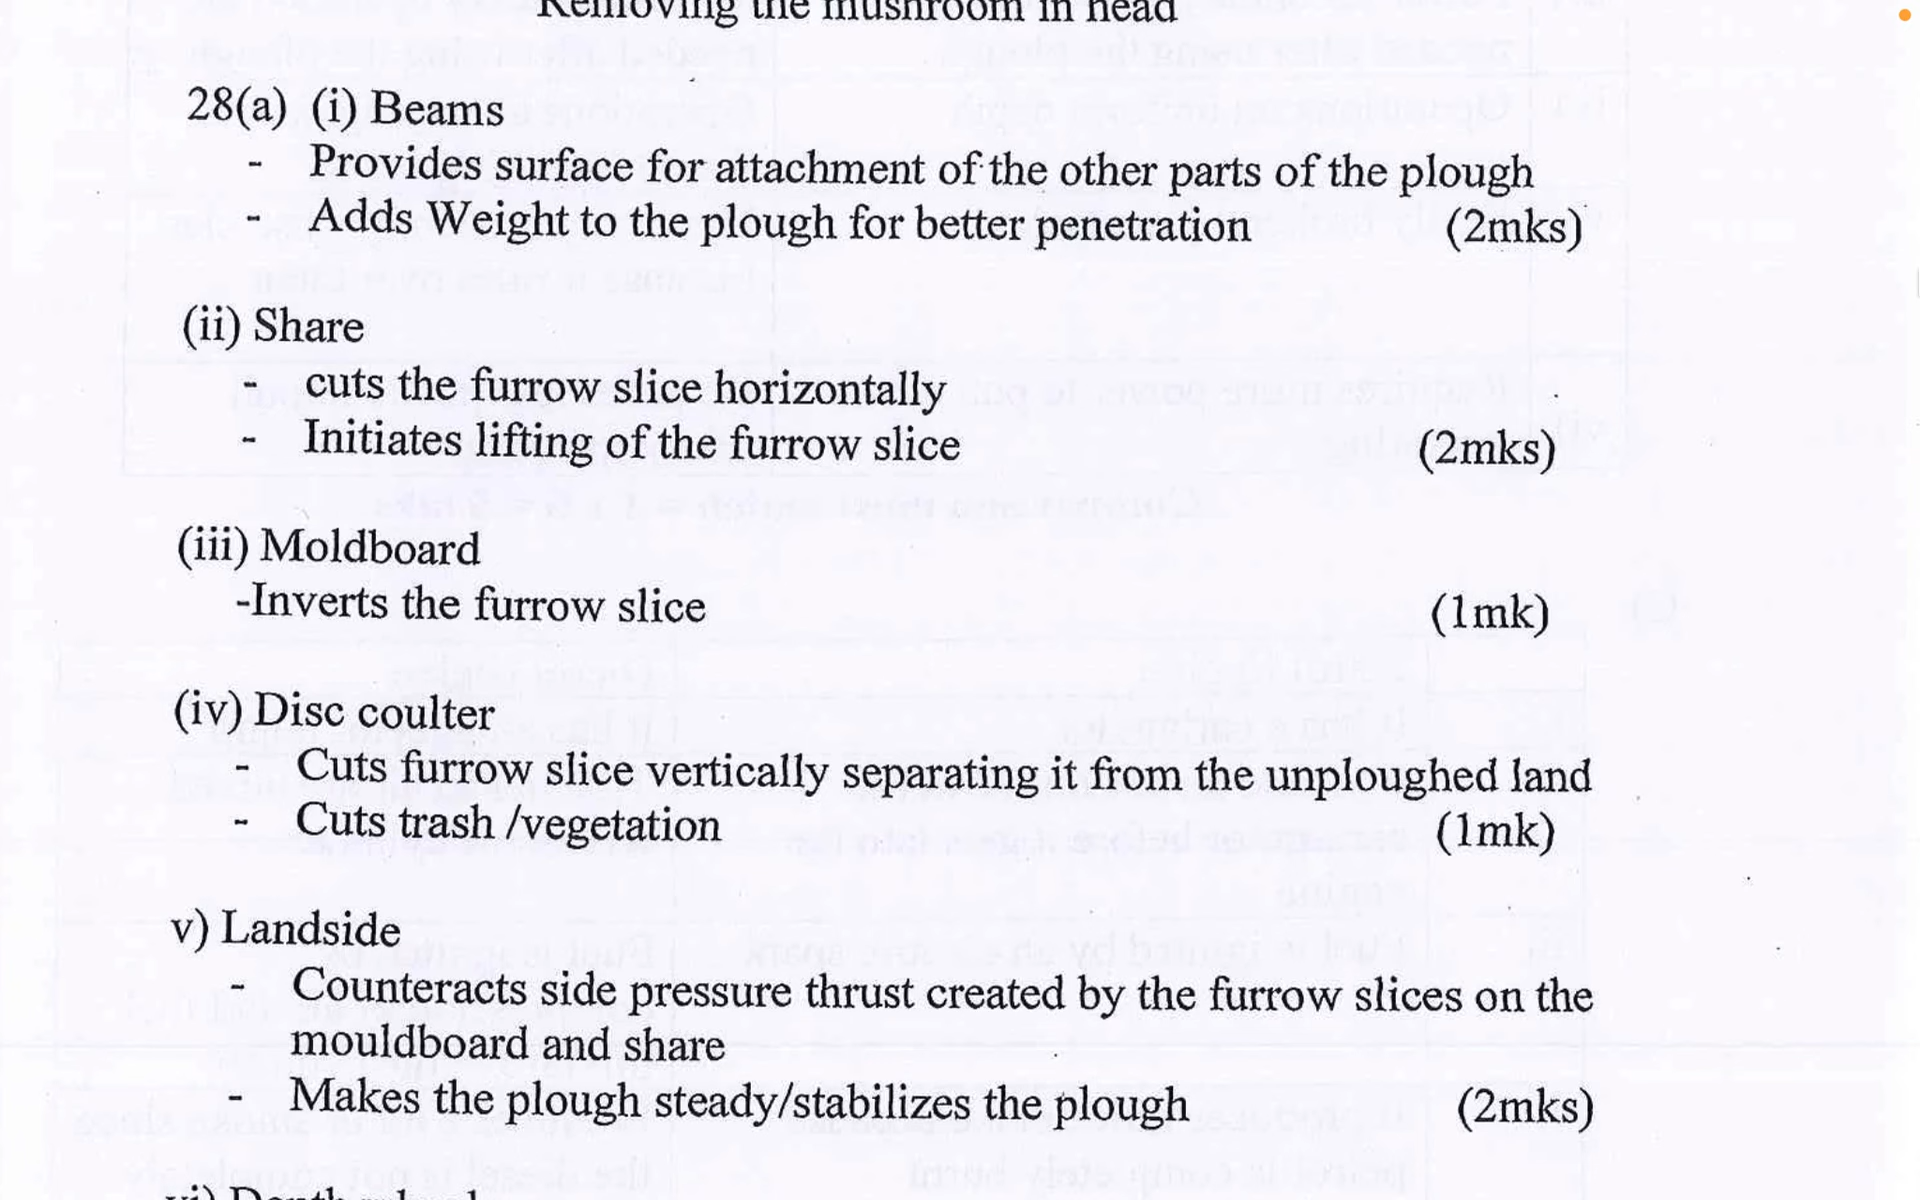 Removing the mushroom in head
28(a) (i) Beams
- Provides surface for attachment of the other parts of the plough
- Adds Weight to the plough for better penetration (2mks)
(ii) Share
- cuts the furrow slice horizontally
- Initiates lifting of the furrow slice (2mks)
(iii) Moldboard
-Inverts the furrow slice (1mk)
(iv) Disc coulter
- Cuts furrow slice vertically separating it from the unploughed land
- Cuts trash /vegetation (1mk)
v) Landside
- Counteracts side pressure thrust created by the furrow slices on the
mouldboard and share
- Makes the plough steady/stabilizes the plough (2mks)
vi) Depth